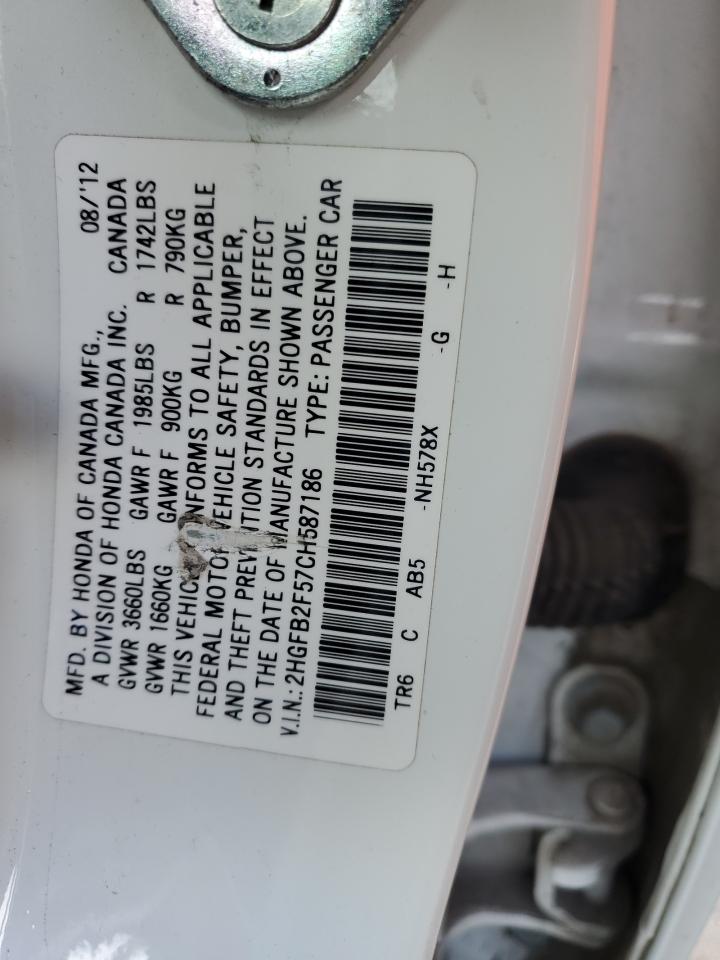 MFD. BY HONDA OF CANADA MFG., 08/'12
A DIVISION OF HONDA CANADA INC. CANADA
GVWR 3660LBS GAWR F 1985LBS R 1742LBS
GVWR 1660KG GAWR F 900KG R 790KG
THIS VEHIC NFORMS TO ALL APPLICABLE
FEDERAL MOTO EHICLE SAFETY, BUMPER,
AND THEFT PREV TION STANDARDS IN EFFECT
ON THE DATE OF MANUFACTURE SHOWN ABOVE.
V.I.N.: 2HGFB2F57CH587186 TYPE: PASSENGER CAR
TR6 C AB5 -NH578X -G -H